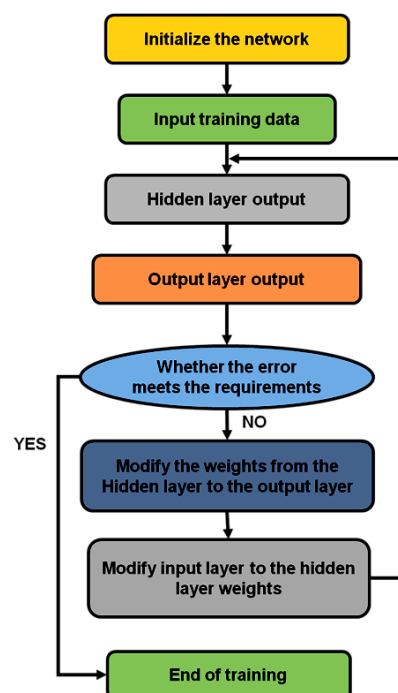 Initialize the network
Input training data
Hidden layer output
Output layer output
Whether the error
meets the requirements
YES
NO
Modify the weights from the
Hidden layer to the output layer
Modify input layer to the hidden
layer weights
End of training